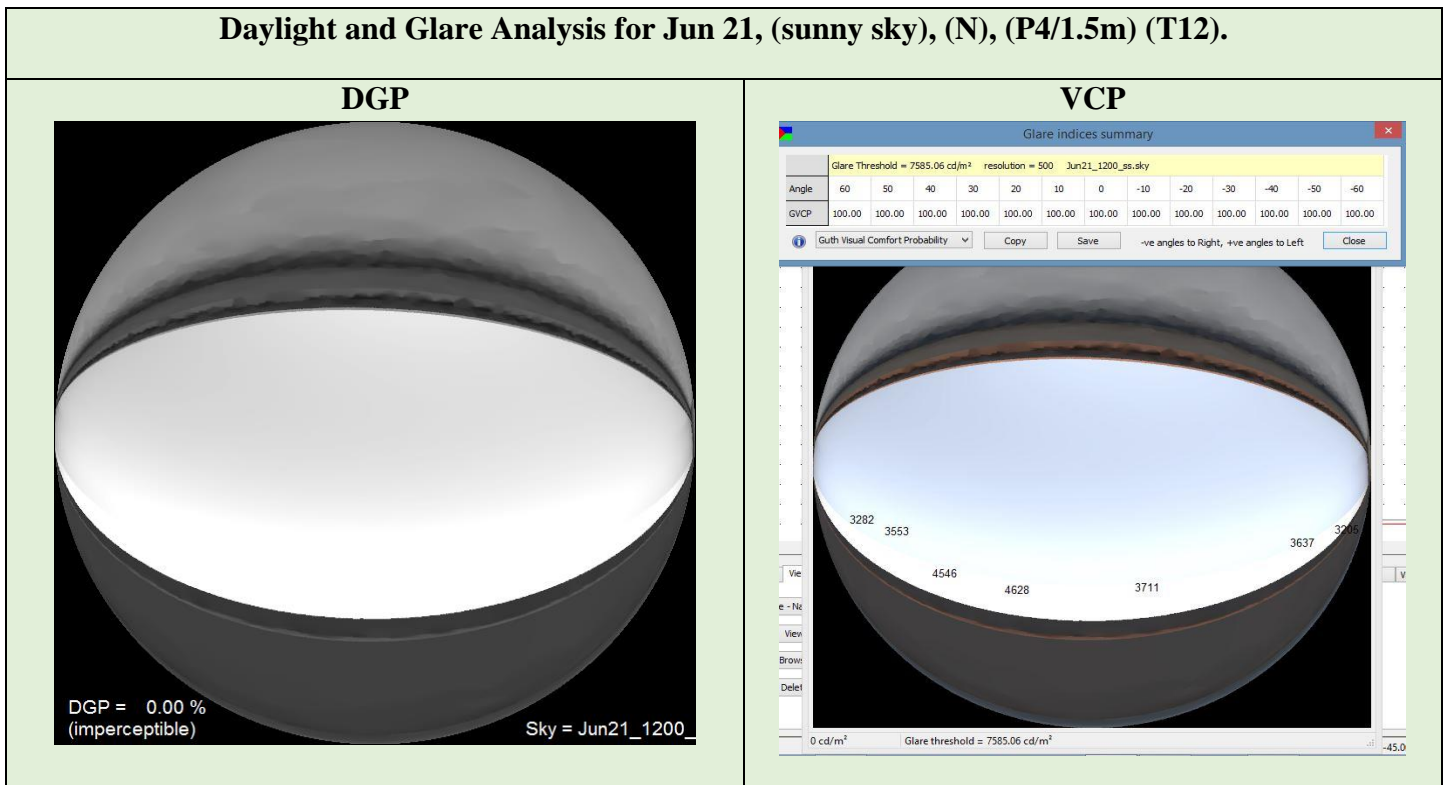 Daylight and Glare Analysis for Jun 21, (sunny sky), (N), (P4/1.5m) (T12).
DGP
DGP = 0.00 %
(imperceptible)
Sky = Jun21_1200_
VCP
Glare indices summary
Glare Threshold = 7585.06 cd/m² resolution = 500 Jun21_1200_ss.sky
Angle 60 50 40 30 20 10 0 -10 -20 -30 -40 -50 -60
GVCP 100.00 100.00 100.00 100.00 100.00 100.00 100.00 100.00 100.00 100.00 100.00 100.00 100.00
Guth Visual Comfort Probability Copy Save -ve angles to Right, +ve angles to Left Close
3282
3553
4546
4628
3711
3637
3205
Vie
e - Na
View
Brows
Delet
0 cd/m² Glare threshold = 7585.06 cd/m²
-45.0